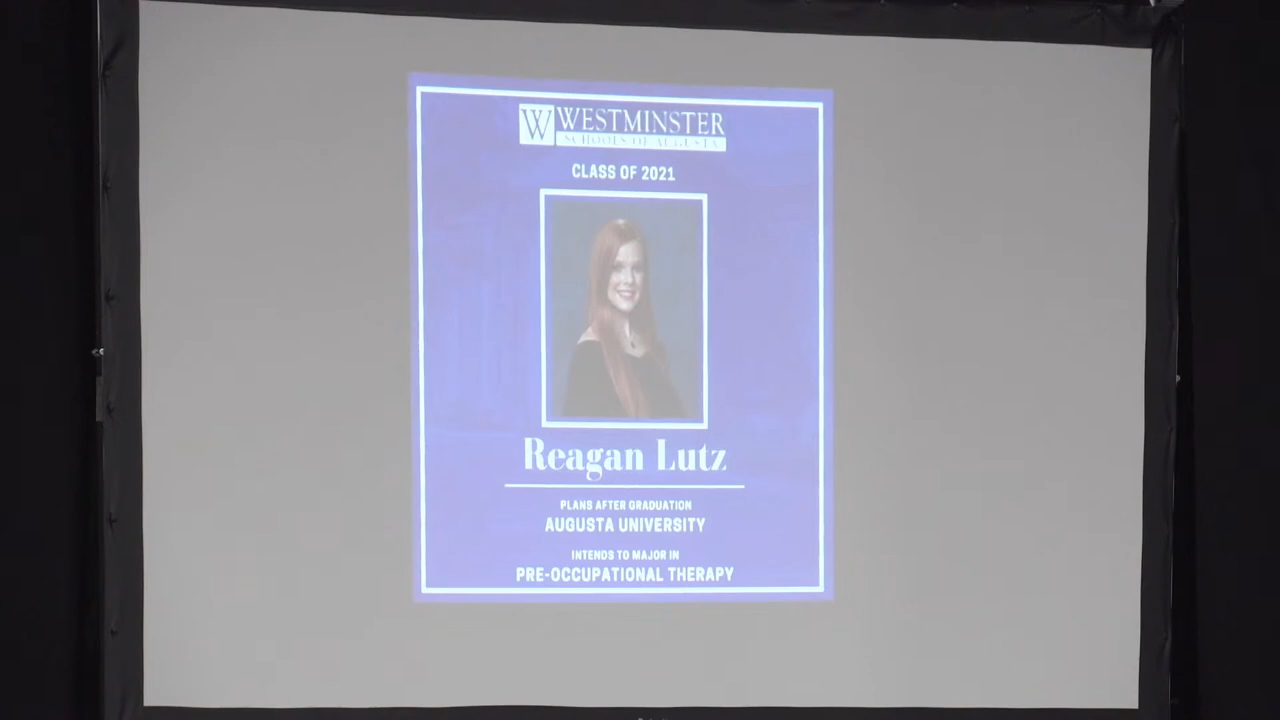 W WESTMINSTER
SCHOOLS OF AUGUSTA
CLASS OF 2021
Reagan Lutz
PLANS AFTER GRADUATION
AUGUSTA UNIVERSITY
INTENDS TO MAJOR IN
PRE-OCCUPATIONAL THERAPY